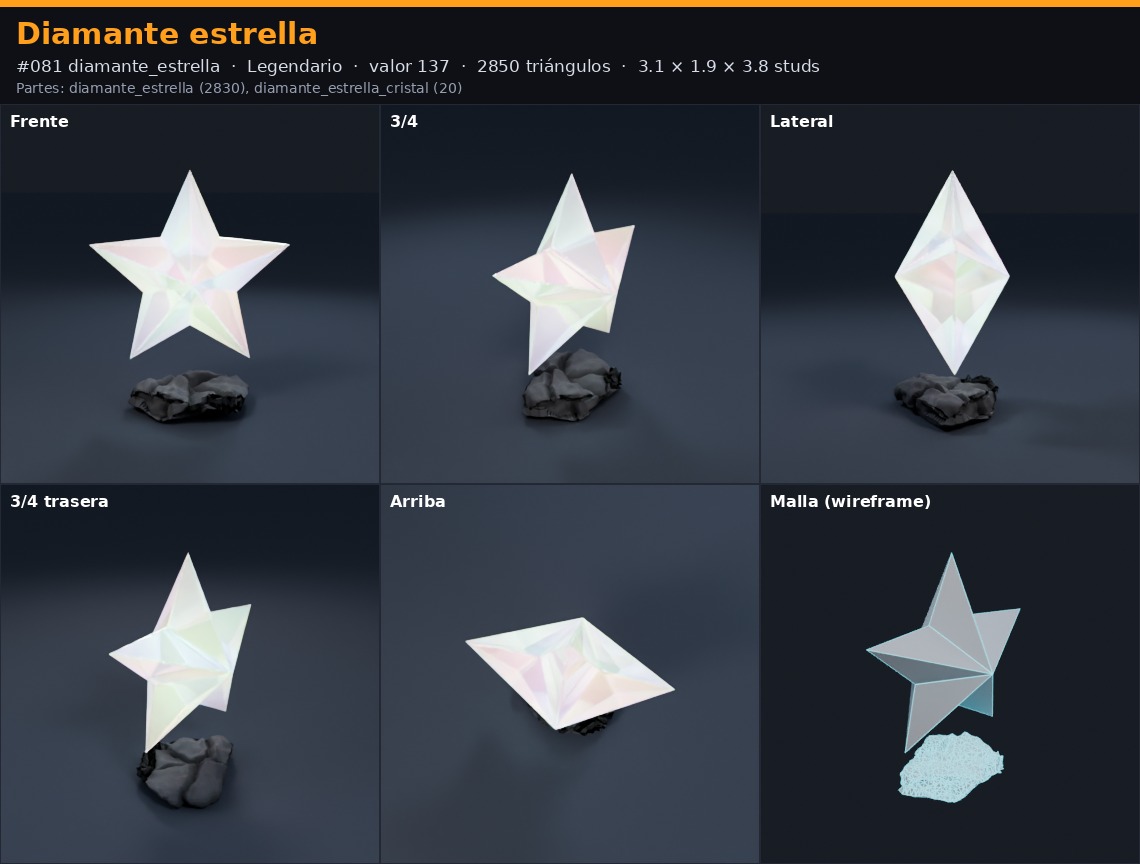 Diamante estrella
#081 diamante_estrella · Legendario · valor 137 · 2850 triángulos · 3.1 × 1.9 × 3.8 studs
Partes: diamante_estrella (2830), diamante_estrella_cristal (20)
Frente
3/4
Lateral
3/4 trasera
Arriba
Malla (wireframe)